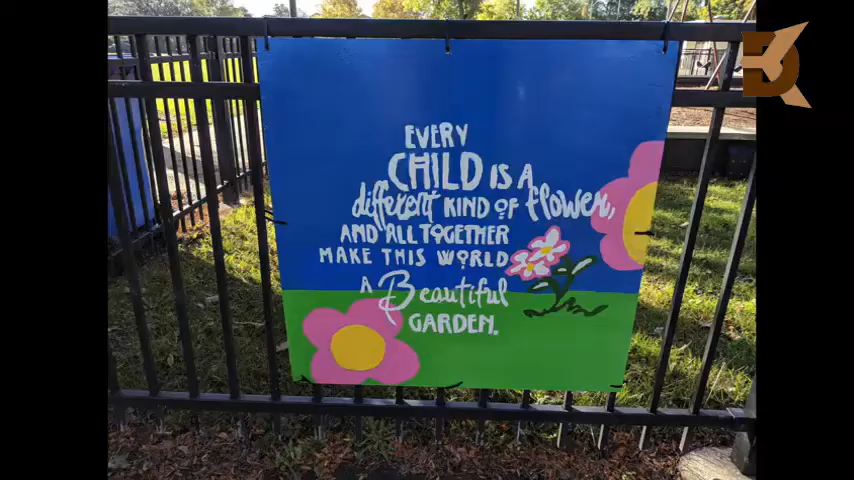 EVERY
CHILD IS A
different KIND OF flower,
AND ALL TOGETHER
MAKE THIS WORLD
A Beautiful
GARDEN.